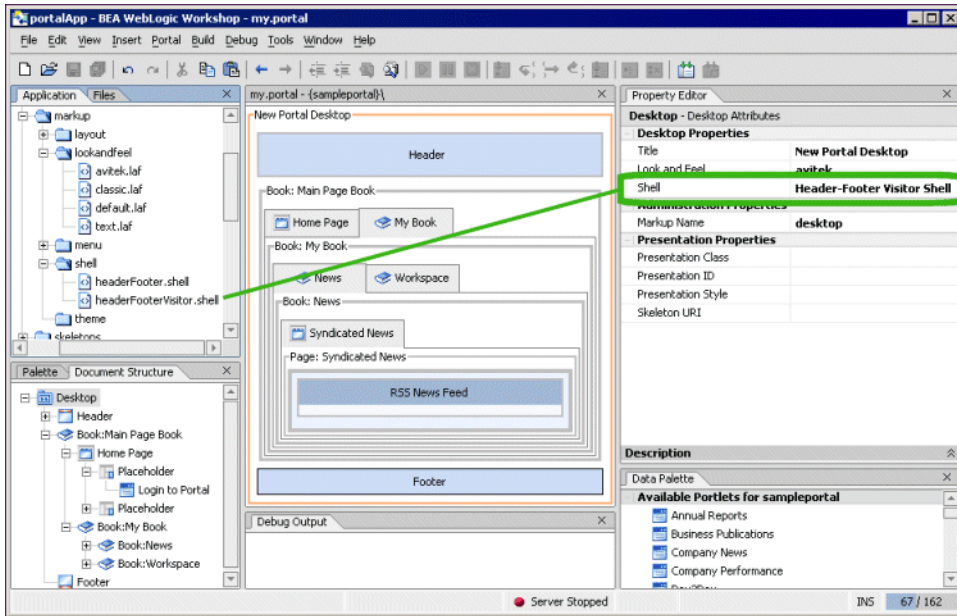 portalApp - BEA WebLogic Workshop - my.portal
File Edit View Insert Portal Build Debug Tools Window Help
Application Files
markup
layout
lookandfeel
avitek.laf
classic.laf
default.laf
text.laf
menu
shell
headerFooter.shell
headerFooterVisitor.shell
theme
skeletons
Palette Document Structure
Desktop
Header
Book:Main Page Book
Home Page
Placeholder
Login to Portal
Placeholder
Book:My Book
Book:News
Book:Workspace
Footer
my.portal - {sampleportal}\
New Portal Desktop
Header
Book: Main Page Book
Home Page My Book
Book: My Book
News Workspace
Book: News
Syndicated News
Page: Syndicated News
RSS News Feed
Footer
Debug Output
Property Editor
Desktop - Desktop Attributes
Desktop Properties
Title New Portal Desktop
Look and Feel avitek
Shell Header-Footer Visitor Shell
Administration Properties
Markup Name desktop
Presentation Properties
Presentation Class
Presentation ID
Presentation Style
Skeleton URI
Description
Data Palette
Available Portlets for sampleportal
Annual Reports
Business Publications
Company News
Company Performance
Server Stopped INS 67 / 162